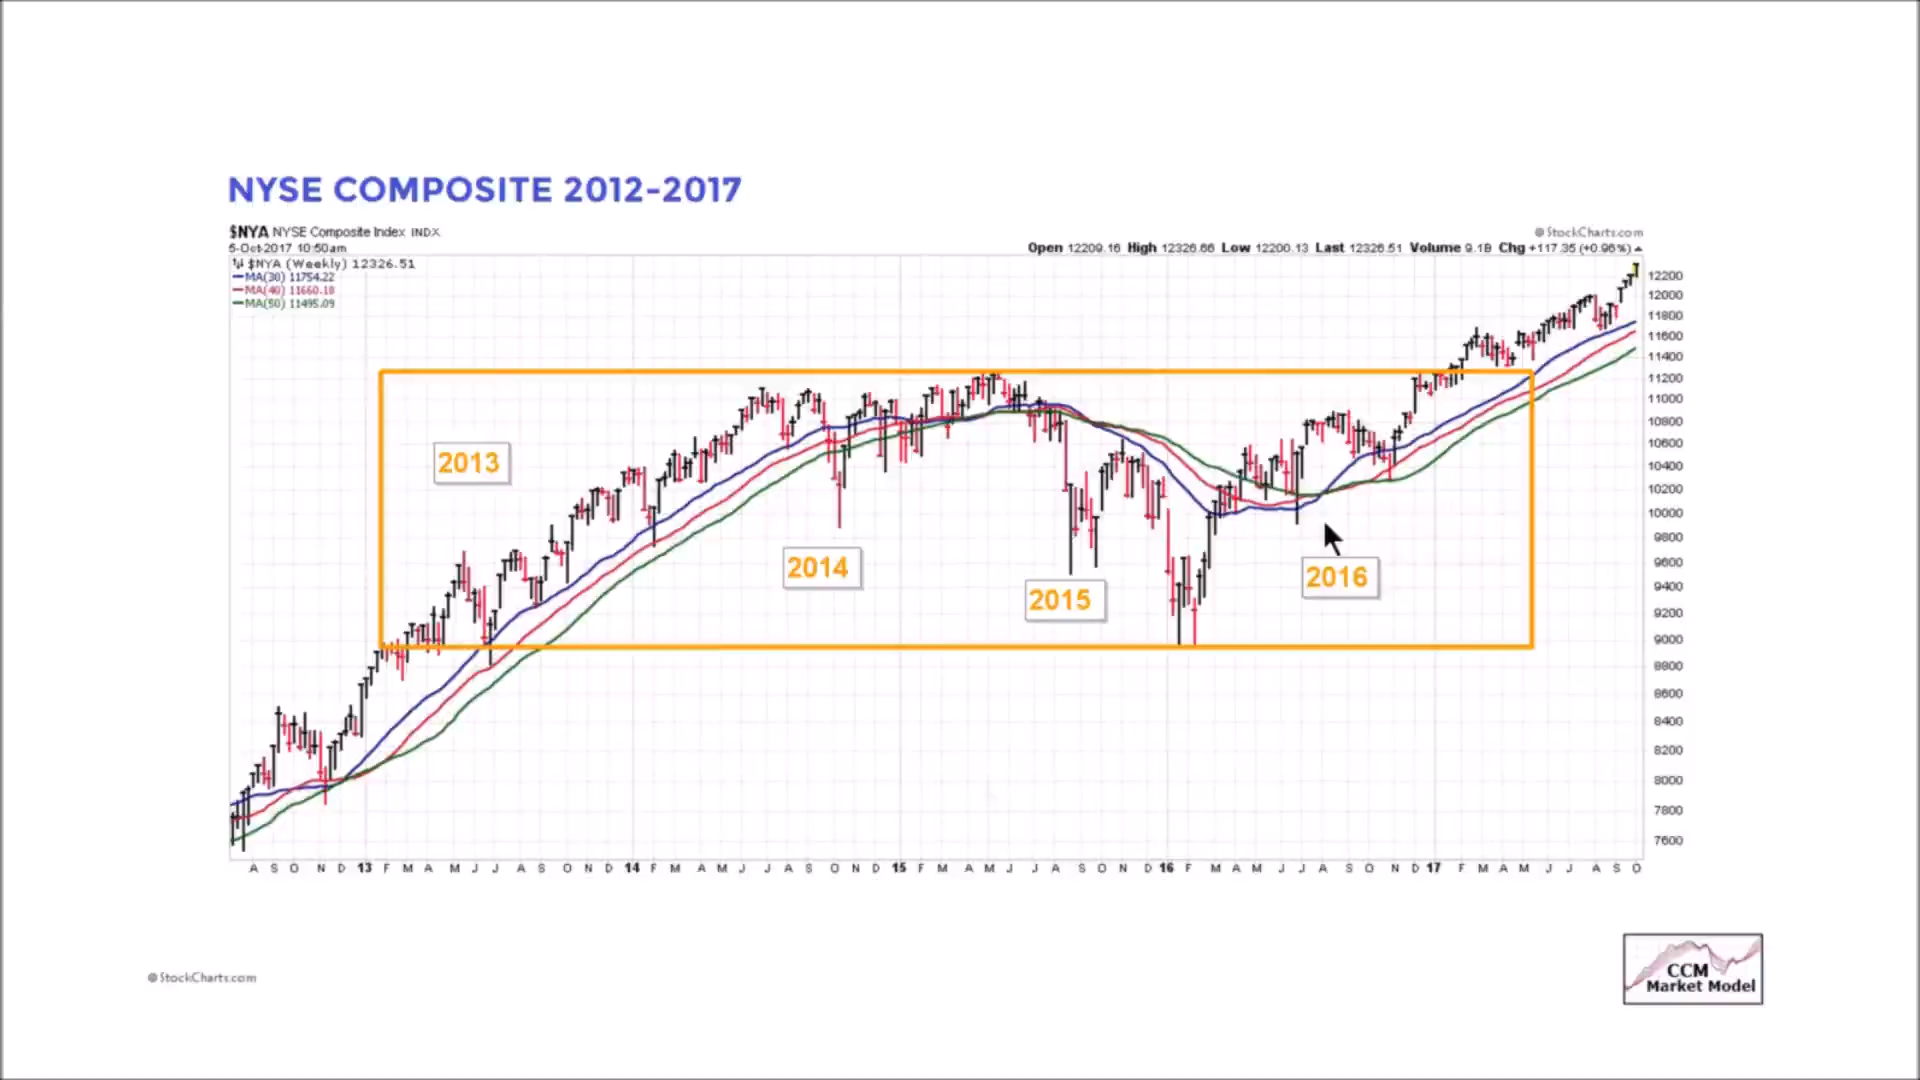 NYSE COMPOSITE 2012-2017
$NYA NYSE Composite Index INDX
© StockCharts.com
5-Oct-2017 10:50am
Open 12209.16 High 12326.66 Low 12200.13 Last 12326.51 Volume 9.1B Chg +117.35 (+0.96%)
$NYA (Weekly) 12326.51
MA(30) 11754.22
MA(40) 11660.18
MA(50) 11495.09
12200
12000
11800
11600
11400
11200
11000
10800
10600
10400
10200
10000
9800
9600
9400
9200
9000
8800
8600
8400
8200
8000
7800
7600
2013
2014
2015
2016
A S O N D 13 F M A M J J A S O N D 14 F M A M J J A S O N D 15 F M A M J J A S O N D 16 F M A M J J A S O N D 17 F M A M J J A S O
© StockCharts.com
CCM
Market Model